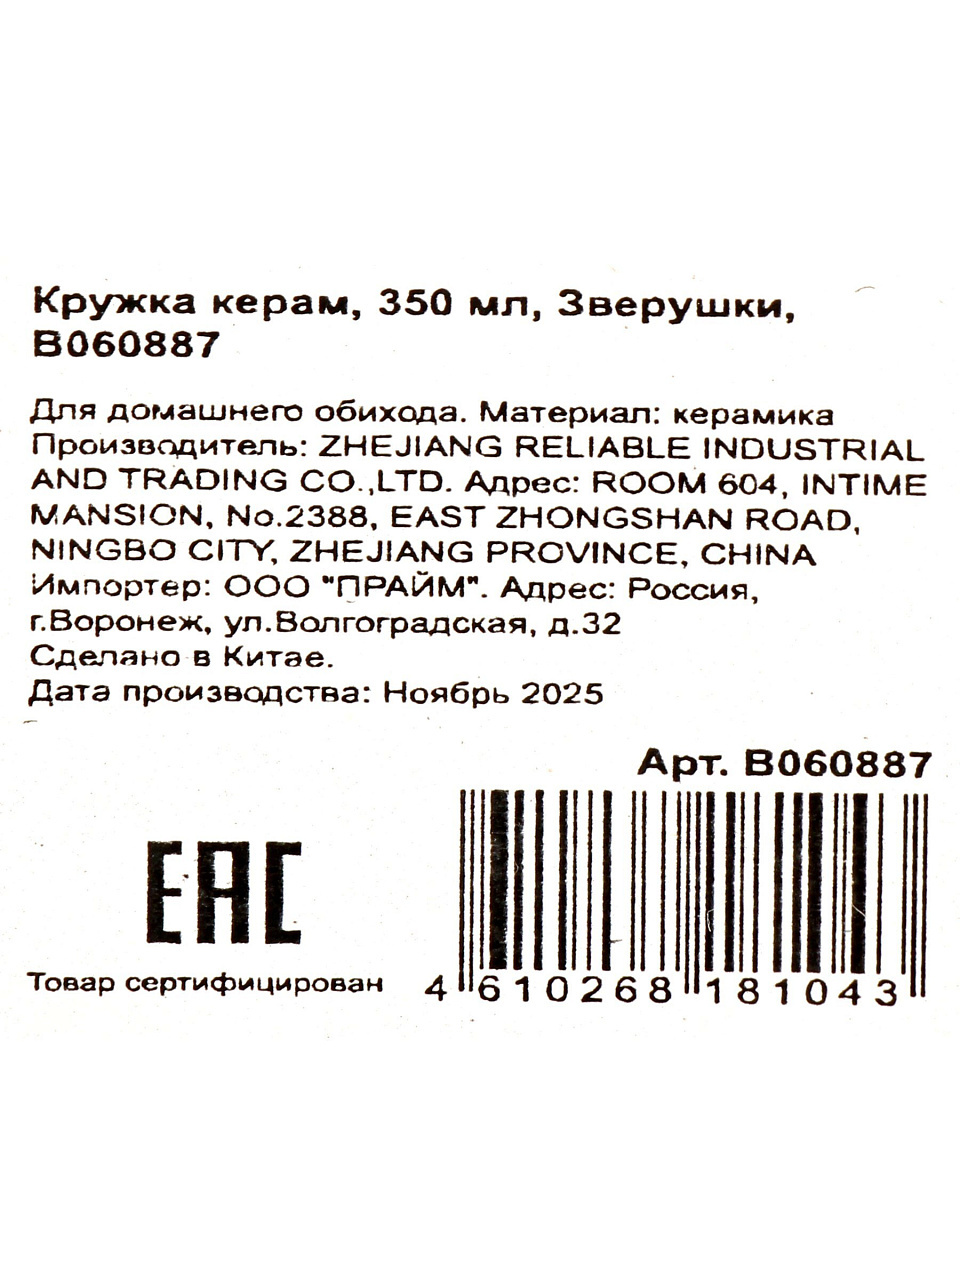 Кружка керам, 350 мл, Зверушки,
B060887
Для домашнего обихода. Материал: керамика
Производитель: ZHEJIANG RELIABLE INDUSTRIAL
AND TRADING CO.,LTD. Адрес: ROOM 604, INTIME
MANSION, No.2388, EAST ZHONGSHAN ROAD,
NINGBO CITY, ZHEJIANG PROVINCE, CHINA
Импортер: ООО "ПРАЙМ". Адрес: Россия,
г.Воронеж, ул.Волгоградская, д.32
Сделано в Китае.
Дата производства: Ноябрь 2025
Арт. B060887
EAC
Товар сертифицирован
4 610268 181043